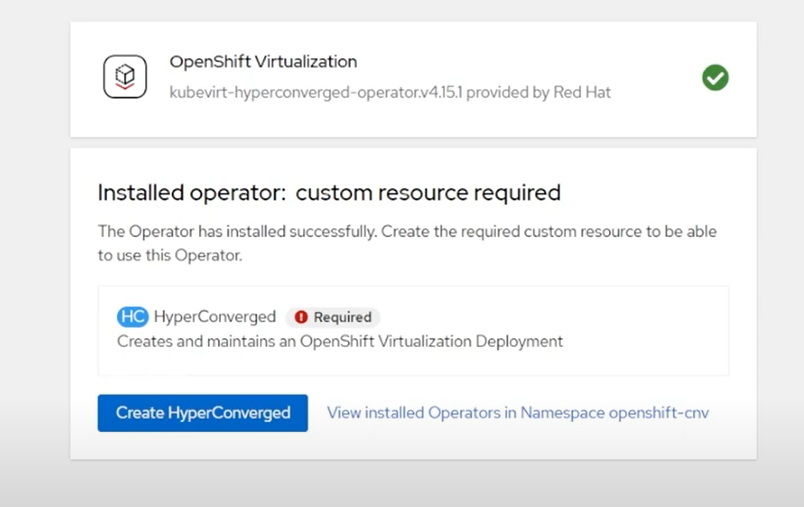 OpenShift Virtualization
kubevirt-hyperconverged-operator.v4.15.1 provided by Red Hat
Installed operator: custom resource required
The Operator has installed successfully. Create the required custom resource to be able
to use this Operator.
HC HyperConverged Required
Creates and maintains an OpenShift Virtualization Deployment
Create HyperConverged View installed Operators in Namespace openshift-cnv